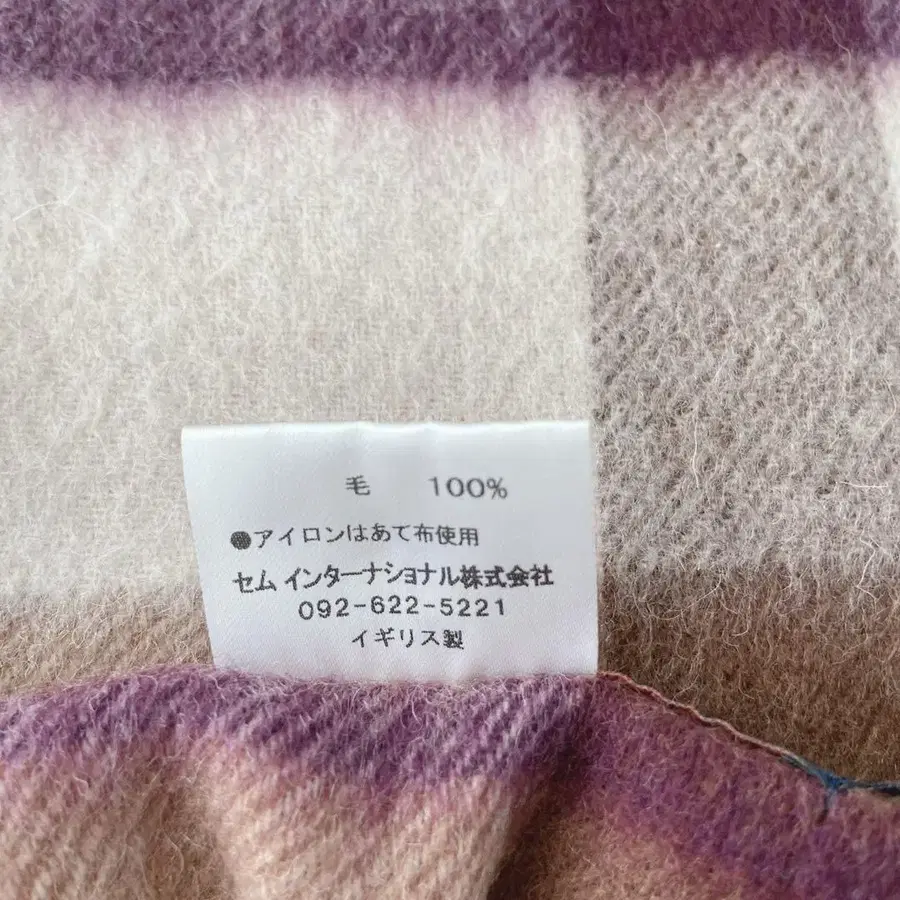 毛 100%
●アイロンはあて布使用
セム インターナショナル株式会社
092-622-5221
イギリス製